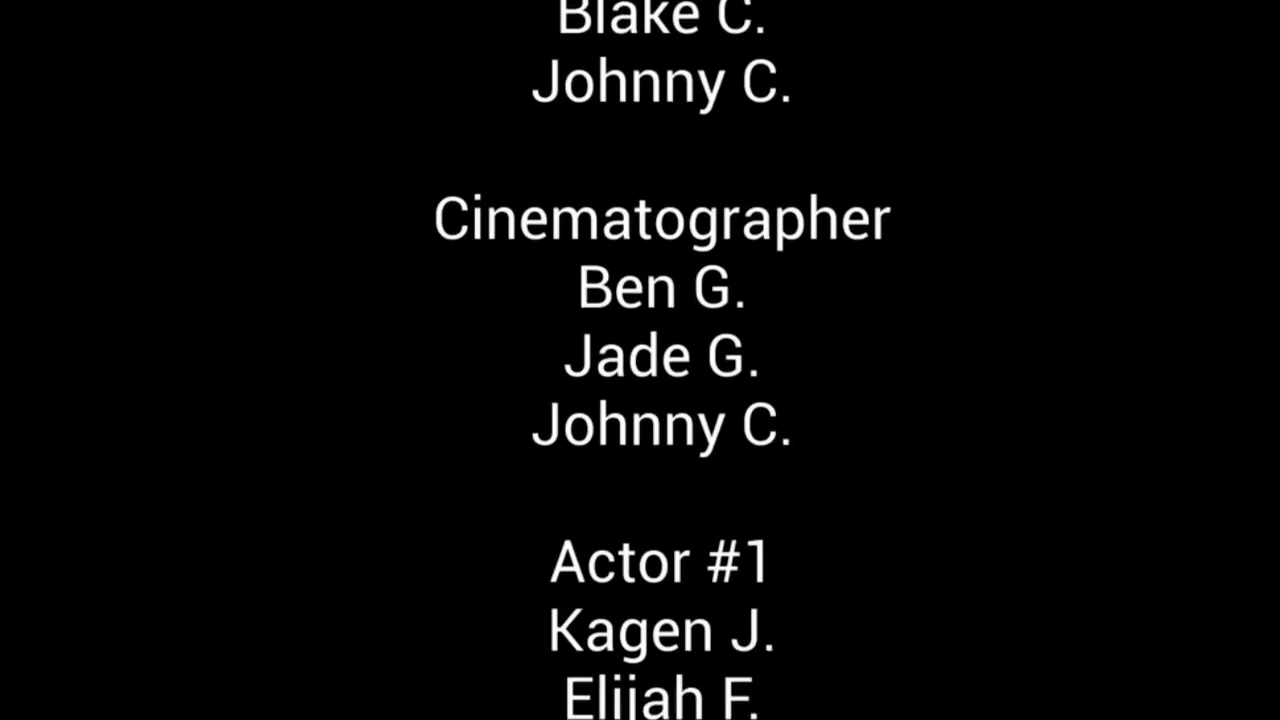 Blake C.
Johnny C.
Cinematographer
Ben G.
Jade G.
Johnny C.
Actor #1
Kagen J.
Elijah F.